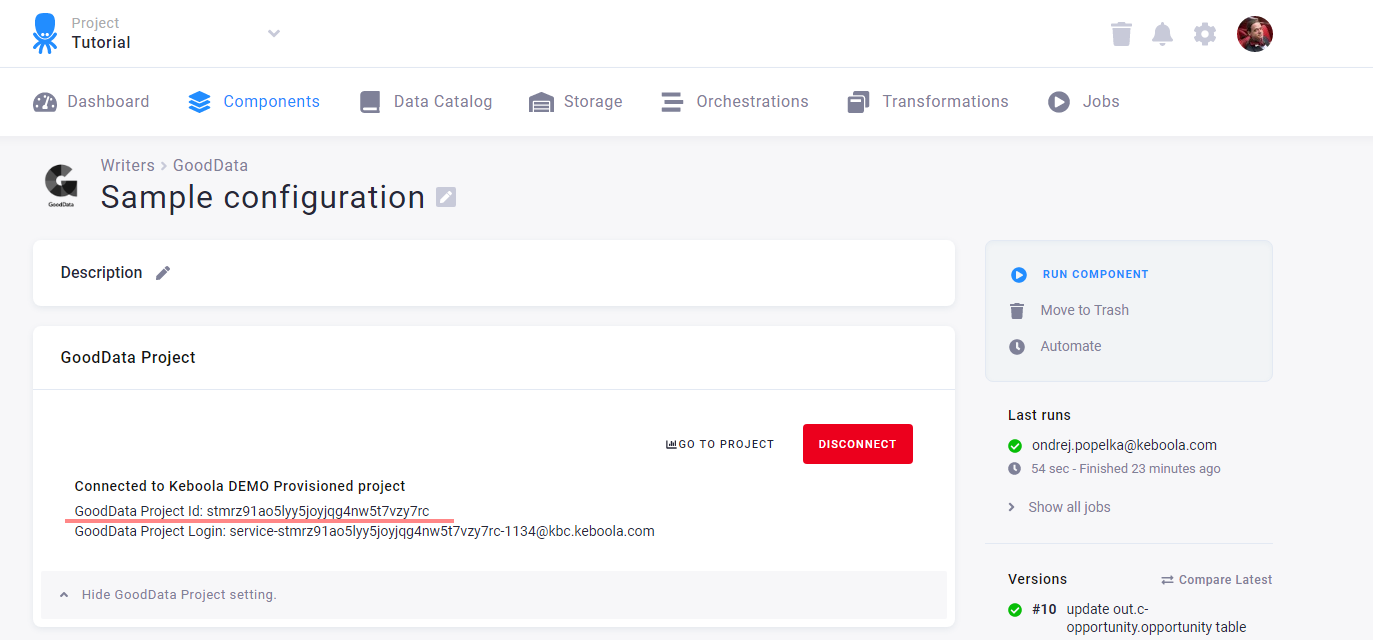 Project
Tutorial
Dashboard
Components
Data Catalog
Storage
Orchestrations
Transformations
Jobs
Writers > GoodData
GoodData
Sample configuration
Description
GoodData Project
GO TO PROJECT
DISCONNECT
Connected to Keboola DEMO Provisioned project
GoodData Project Id: stmrz91ao5lyy5joyjqg4nw5t7vzy7rc
GoodData Project Login: service-stmrz91ao5lyy5joyjqg4nw5t7vzy7rc-1134@kbc.keboola.com
Hide GoodData Project setting.
RUN COMPONENT
Move to Trash
Automate
Last runs
ondrej.popelka@keboola.com
54 sec - Finished 23 minutes ago
Show all jobs
Versions
Compare Latest
#10 update out.c-
opportunity.opportunity table